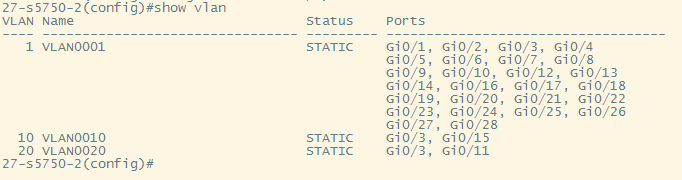 27-s5750-2(config)#show vlan
VLAN Name                             Status    Ports
---- -------------------------------- --------- -----------------------------------
   1 VLAN0001                         STATIC    Gi0/1, Gi0/2, Gi0/3, Gi0/4
                                                Gi0/5, Gi0/6, Gi0/7, Gi0/8
                                                Gi0/9, Gi0/10, Gi0/12, Gi0/13
                                                Gi0/14, Gi0/16, Gi0/17, Gi0/18
                                                Gi0/19, Gi0/20, Gi0/21, Gi0/22
                                                Gi0/23, Gi0/24, Gi0/25, Gi0/26
                                                Gi0/27, Gi0/28
  10 VLAN0010                         STATIC    Gi0/3, Gi0/15
  20 VLAN0020                         STATIC    Gi0/3, Gi0/11
27-s5750-2(config)#